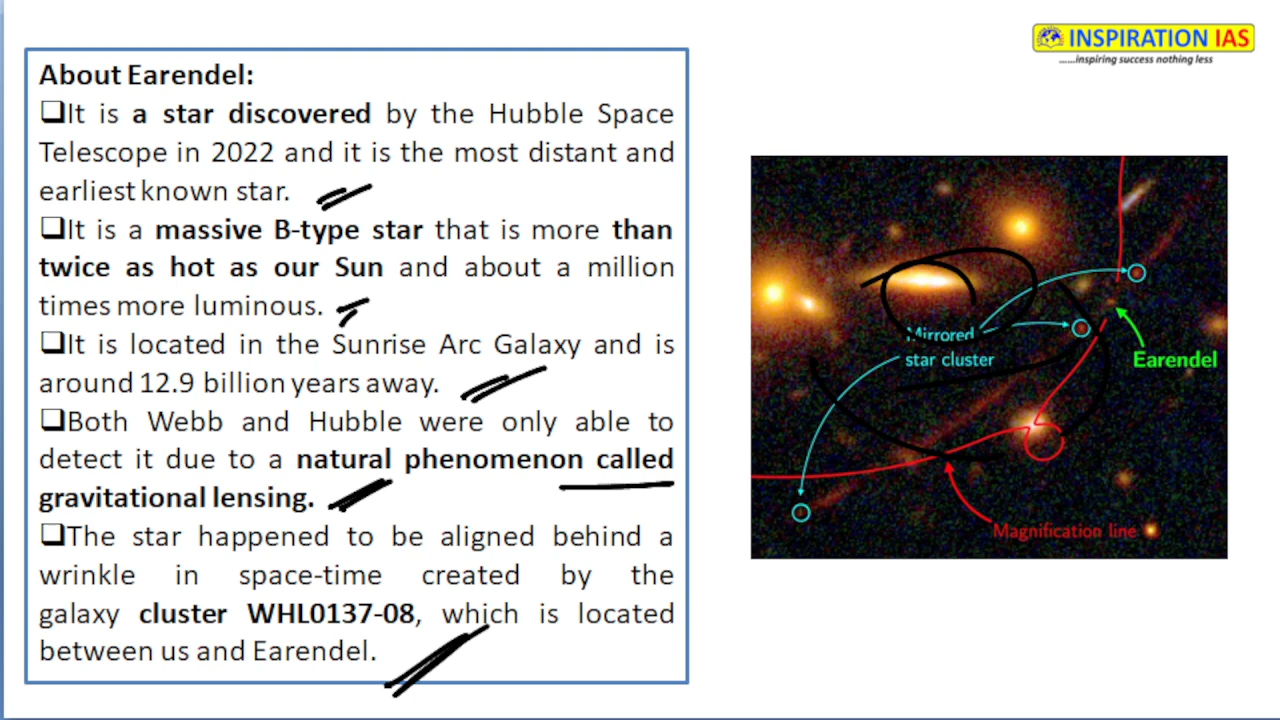 INSPIRATION IAS
......inspiring success nothing less
About Earendel:
❑It is a star discovered by the Hubble Space
Telescope in 2022 and it is the most distant and
earliest known star.
❑It is a massive B-type star that is more than
twice as hot as our Sun and about a million
times more luminous.
❑It is located in the Sunrise Arc Galaxy and is
around 12.9 billion years away.
❑Both Webb and Hubble were only able to
detect it due to a natural phenomenon called
gravitational lensing.
❑The star happened to be aligned behind a
wrinkle in space-time created by the
galaxy cluster WHL0137-08, which is located
between us and Earendel.
Mirrored
star cluster
Earendel
Magnification line